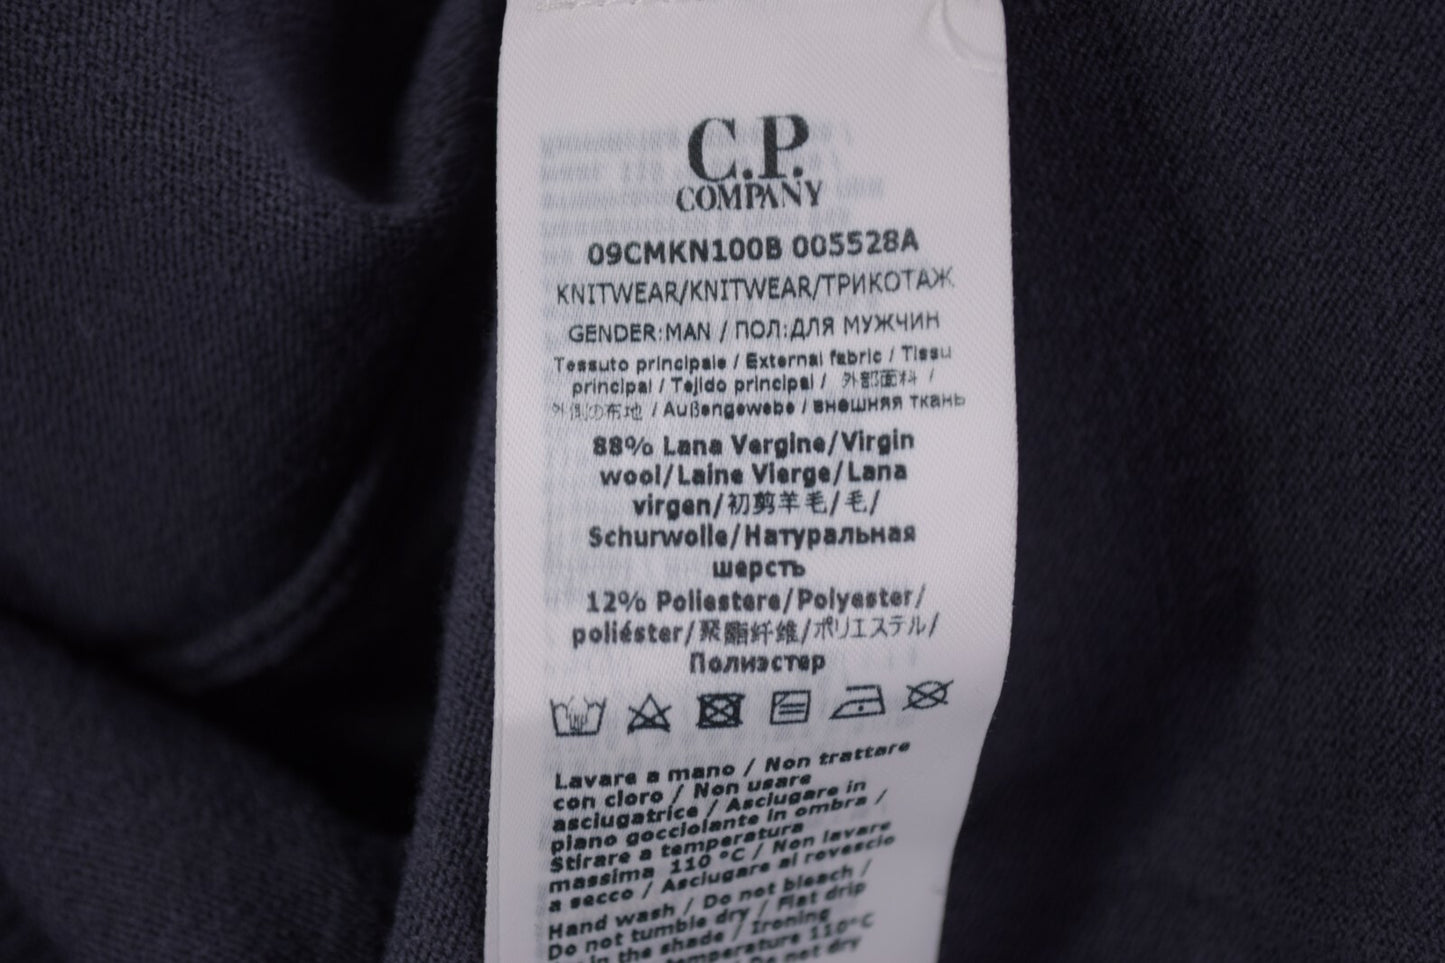 C.P.
COMPANY
09CMKN100B 005528A
KNITWEAR/KNITWEAR/ТРИКОТАЖ
GENDER:MAN / ПОЛ:ДЛЯ МУЖЧИН
Tessuto principale / External fabric / Tissu
principal / Tejido principal / 外部面料 /
外側の布地 / Außengewebe / внешняя ткань
88% Lana Vergine/Virgin
wool/Laine Vierge/Lana
virgen/初剪羊毛/毛/
Schurwolle/Натуральная
шерсть
12% Poliestere/Polyester/
poliéster/聚酯纤维/ポリエステル/
Полиэстер
Lavare a mano / Non trattare
con cloro / Non usare
asciugatrice / Asciugare in
piano gocciolante in ombra /
Stirare a temperatura
massima 110 °C / Non lavare
a secco / Asciugare al rovescio
Hand wash / Do not bleach /
Do not tumble dry / Flat drip
in the shade / Ironing
temperature 110°C
Do not dry